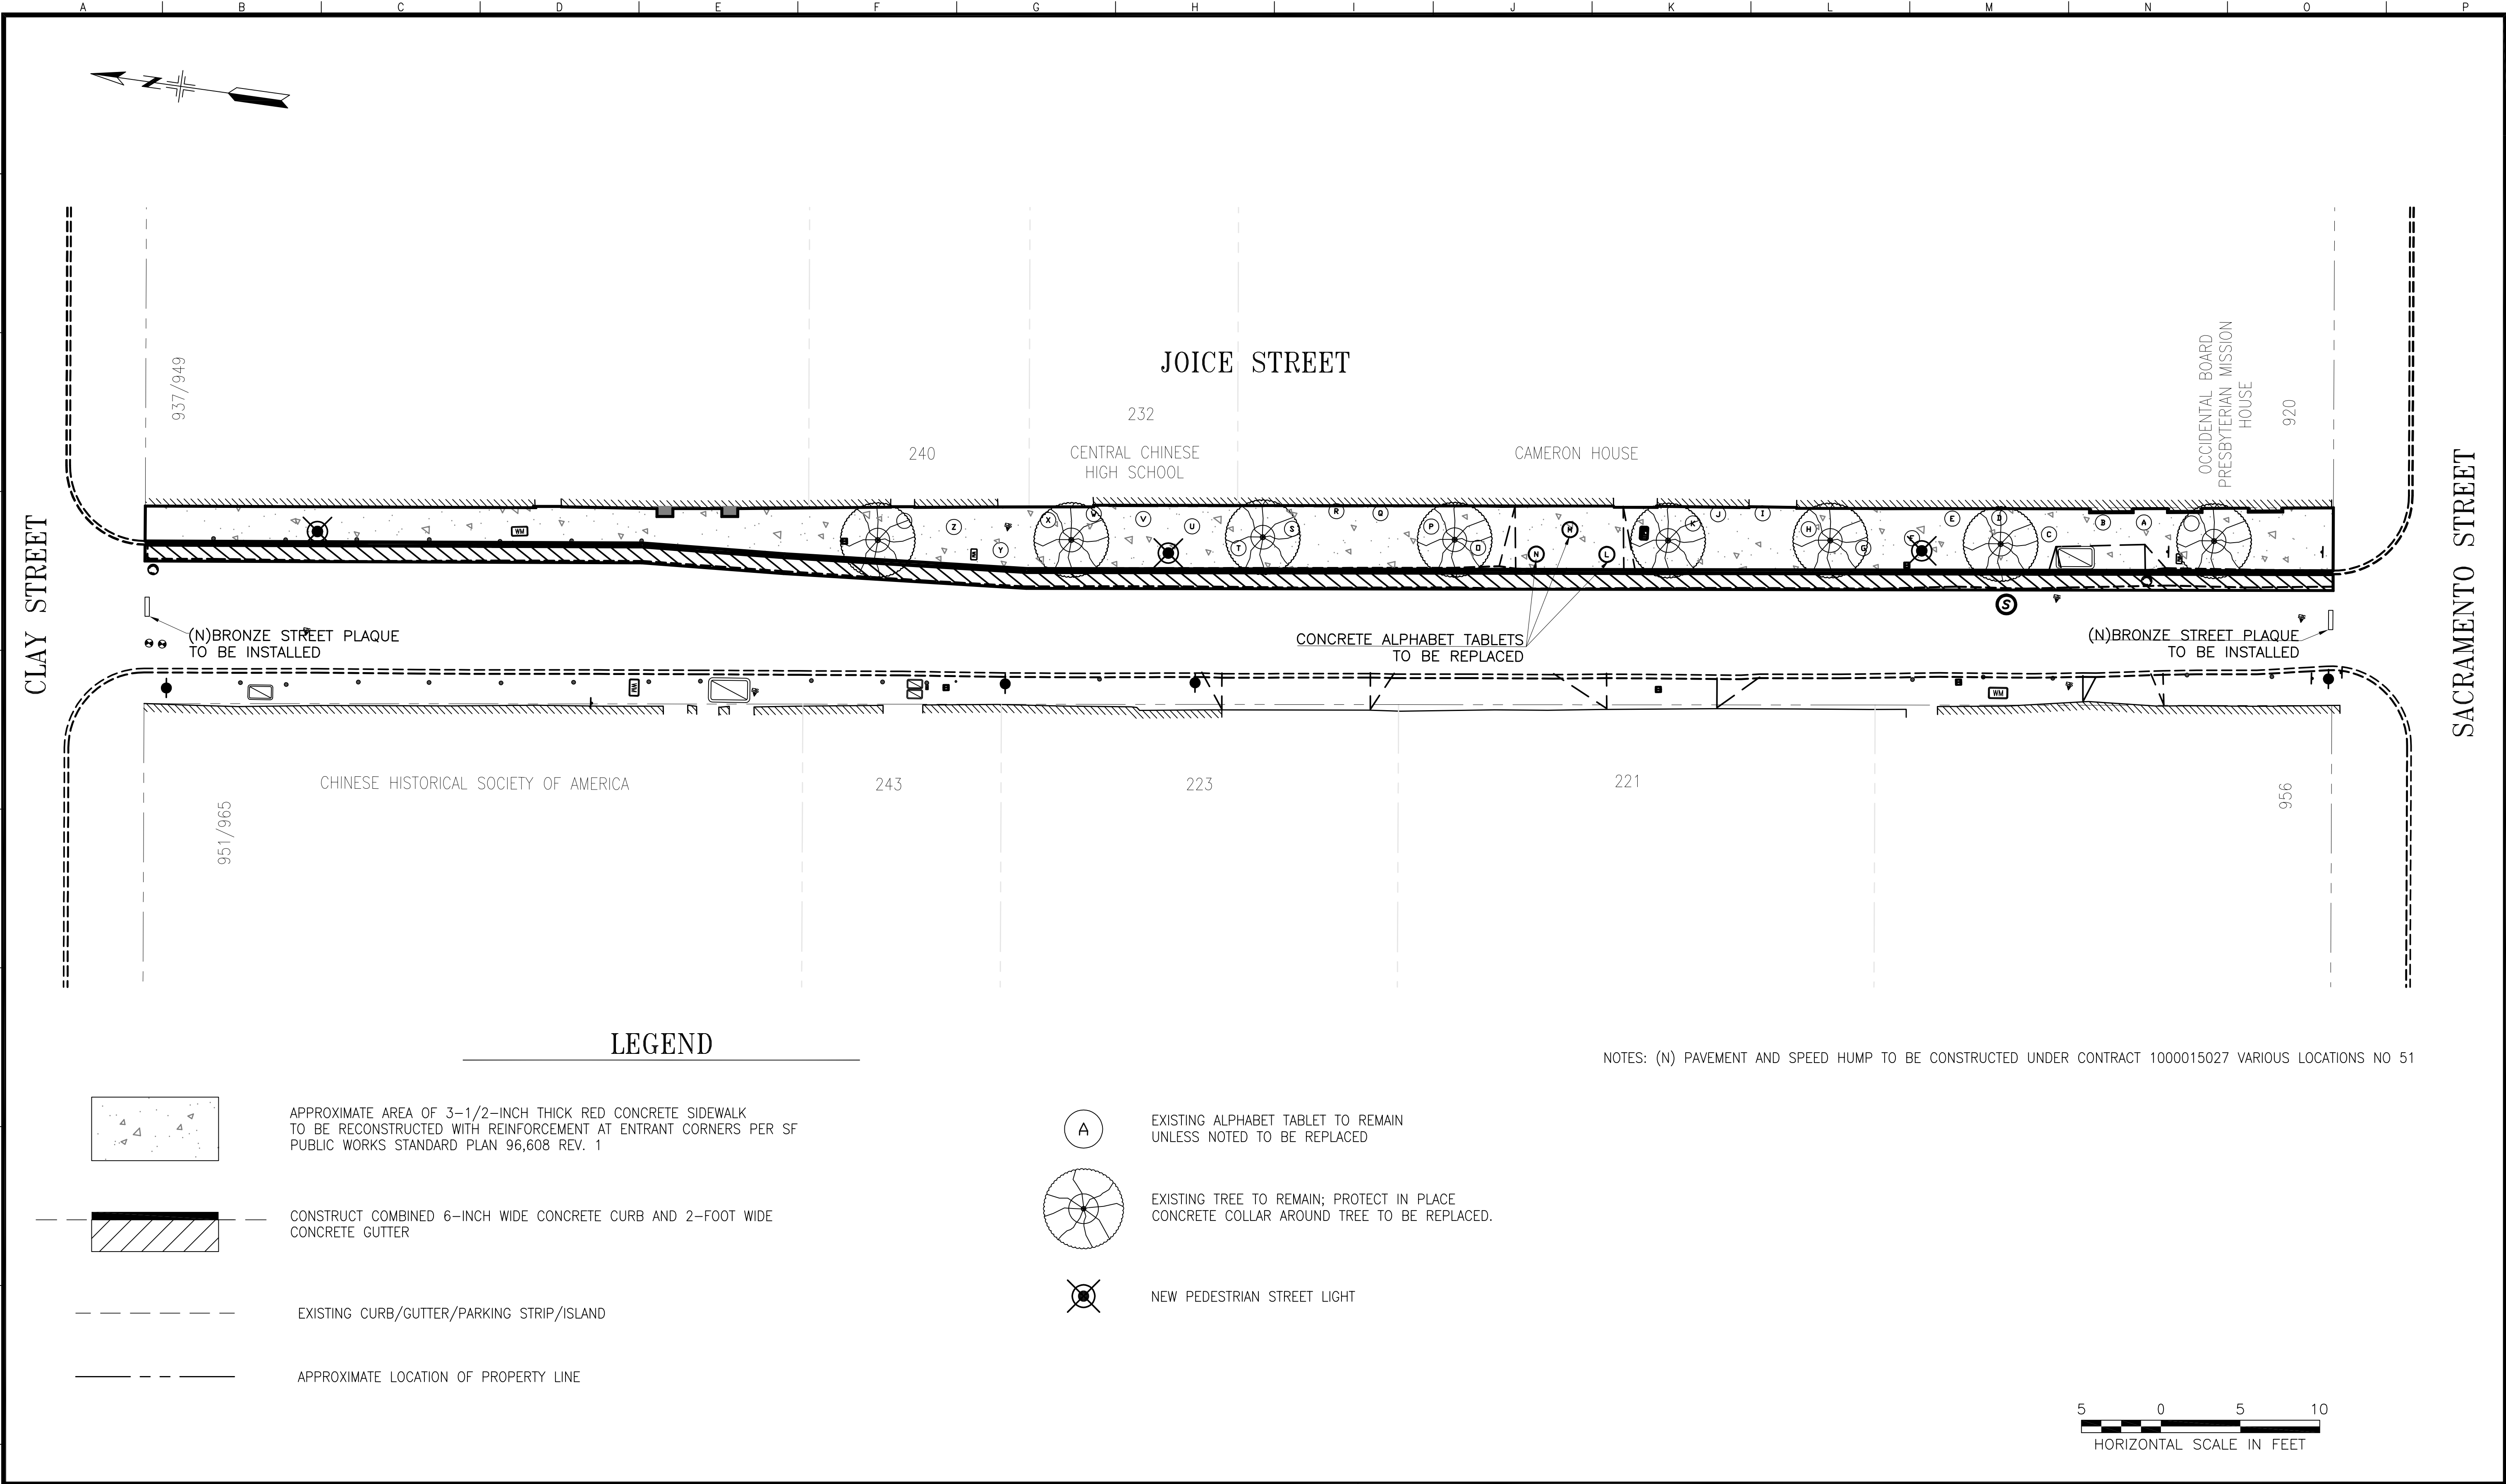 A B C D E F G H I J K L M N O P
N
937/949
JOICE STREET
232
240
CENTRAL CHINESE
HIGH SCHOOL
CAMERON HOUSE
OCCIDENTAL BOARD
PRESBYTERIAN MISSION
HOUSE
920
CLAY STREET
SACRAMENTO STREET
WM
Z
Y
X
W
V
U
T
S
R
Q
P
O
N
M
L
K
J
I
H
G
F
E
D
C
B
A
S
(N)BRONZE STREET PLAQUE
TO BE INSTALLED
CONCRETE ALPHABET TABLETS
TO BE REPLACED
(N)BRONZE STREET PLAQUE
TO BE INSTALLED
WM
WM
CHINESE HISTORICAL SOCIETY OF AMERICA
951/965
243
223
221
956
LEGEND
NOTES: (N) PAVEMENT AND SPEED HUMP TO BE CONSTRUCTED UNDER CONTRACT 1000015027 VARIOUS LOCATIONS NO 51
APPROXIMATE AREA OF 3-1/2-INCH THICK RED CONCRETE SIDEWALK
TO BE RECONSTRUCTED WITH REINFORCEMENT AT ENTRANT CORNERS PER SF
PUBLIC WORKS STANDARD PLAN 96,608 REV. 1
CONSTRUCT COMBINED 6-INCH WIDE CONCRETE CURB AND 2-FOOT WIDE
CONCRETE GUTTER
EXISTING CURB/GUTTER/PARKING STRIP/ISLAND
APPROXIMATE LOCATION OF PROPERTY LINE
A
EXISTING ALPHABET TABLET TO REMAIN
UNLESS NOTED TO BE REPLACED
EXISTING TREE TO REMAIN; PROTECT IN PLACE
CONCRETE COLLAR AROUND TREE TO BE REPLACED.
NEW PEDESTRIAN STREET LIGHT
5 0 5 10
HORIZONTAL SCALE IN FEET